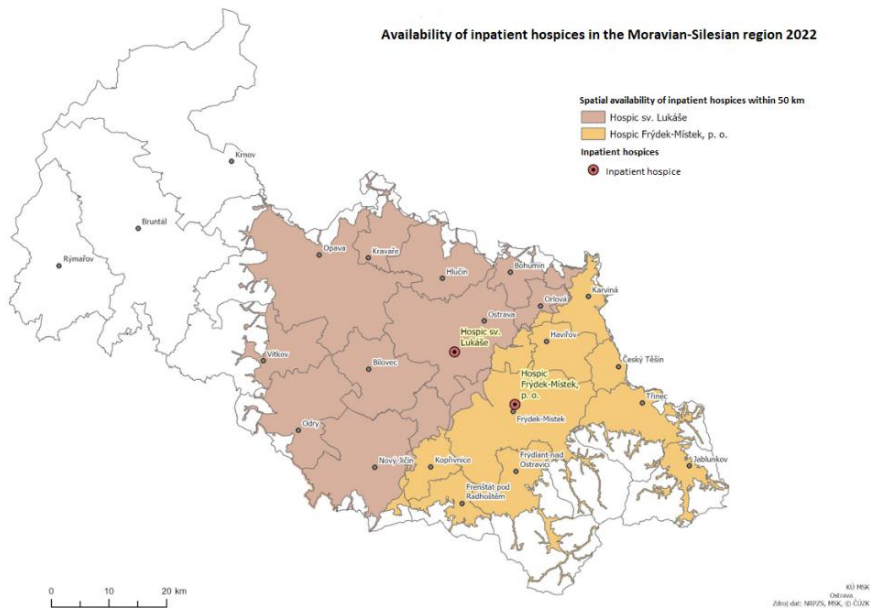 Availability of inpatient hospices in the Moravian-Silesian region 2022
Spatial availability of inpatient hospices within 50 km
Hospic sv. Lukáše
Hospic Frýdek-Místek, p. o.
Inpatient hospices
Inpatient hospice
Krnov
Bruntál
Rýmařov
Opava
Kravaře
Hlučín
Bohumín
Karviná
Orlová
Ostrava
Hospic sv.
Lukáše
Havířov
Vítkov
Bílovec
Český Těšín
Hospic
Frýdek-Místek,
p. o.
Třinec
Frýdek-Místek
Odry
Nový Jičín
Kopřivnice
Frýdlant nad
Ostravicí
Jablunkov
Frenštát pod
Radhoštěm
0 10 20 km
KÚ MSK
Ostrava
Zdroj dat: NRPZS, MSK, © ČÚZK